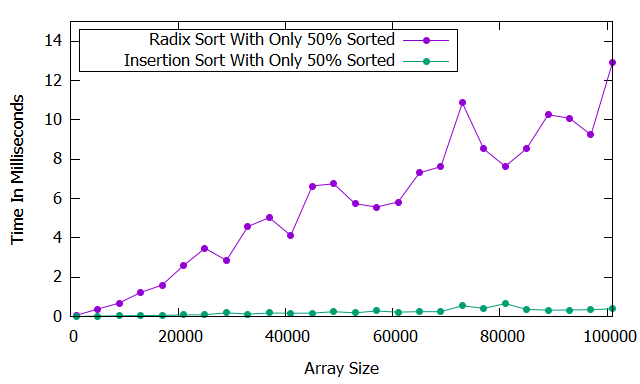 14
12
10
8
6
4
2
0
Time In Milliseconds
Radix Sort With Only 50% Sorted
Insertion Sort With Only 50% Sorted
0 20000 40000 60000 80000 100000
Array Size